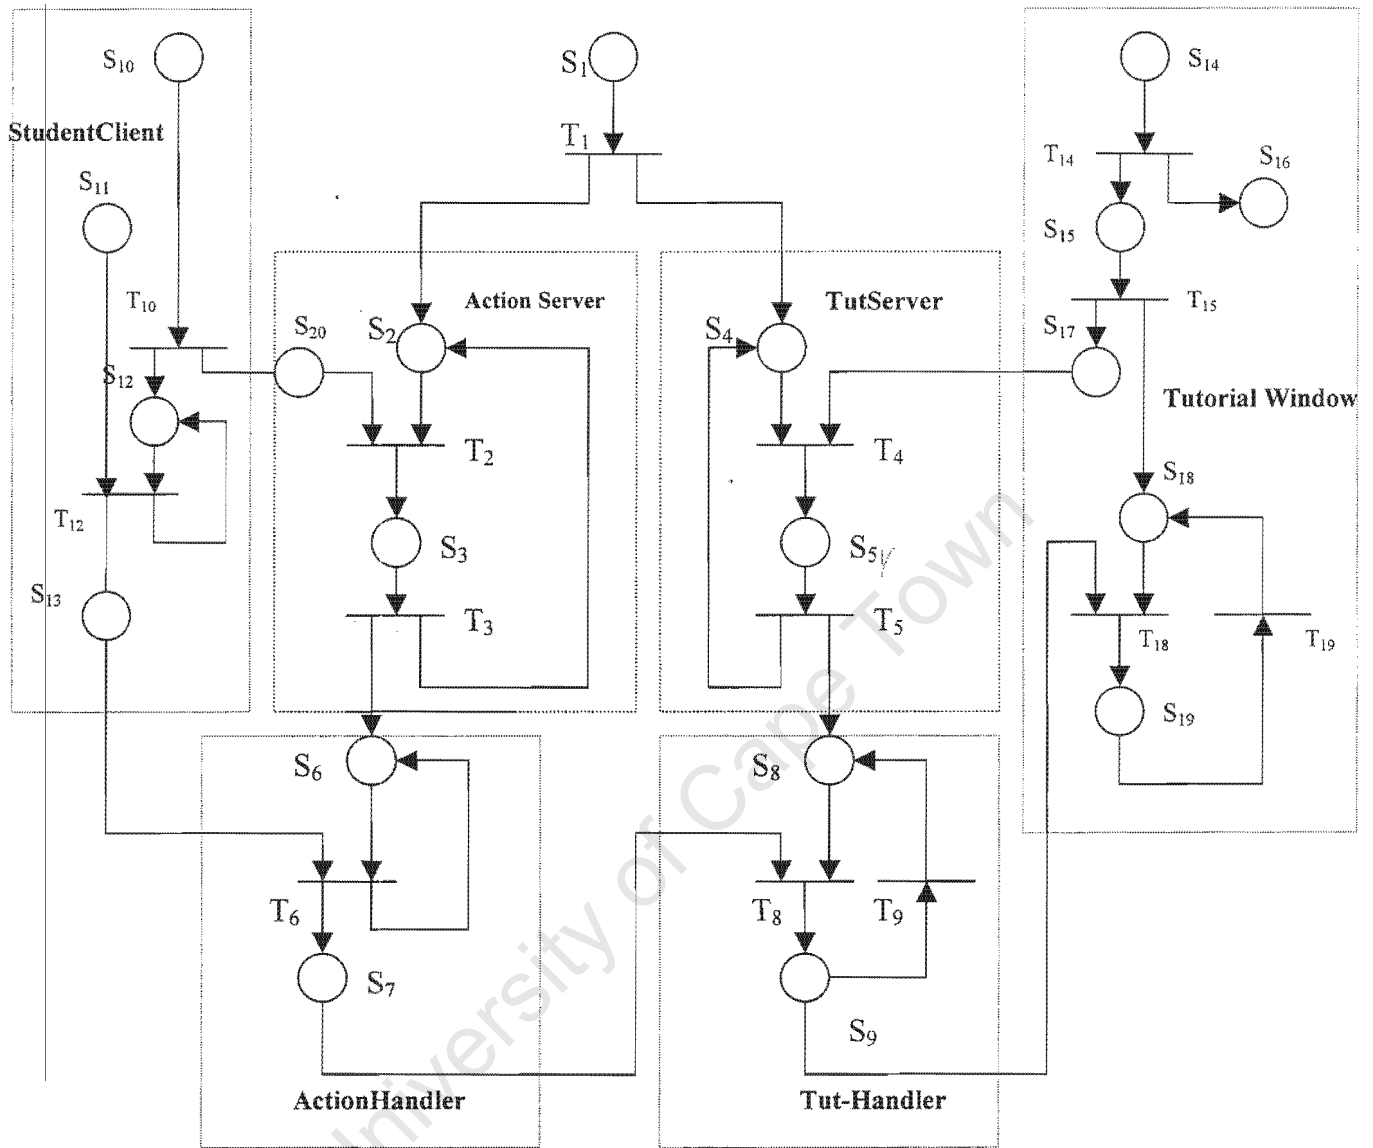 S10
S1
S14
StudentClient
T1
T14
S16
S11
S15
T10
S20
Action Server
TutServer
T15
S2
S4
S17
S12
Tutorial Window
T2
T4
S18
T12
S3
S5
S13
T3
T5
T18
T19
S19
S6
S8
T6
T8
T9
S7
S9
ActionHandler
Tut-Handler
University of Cape Town